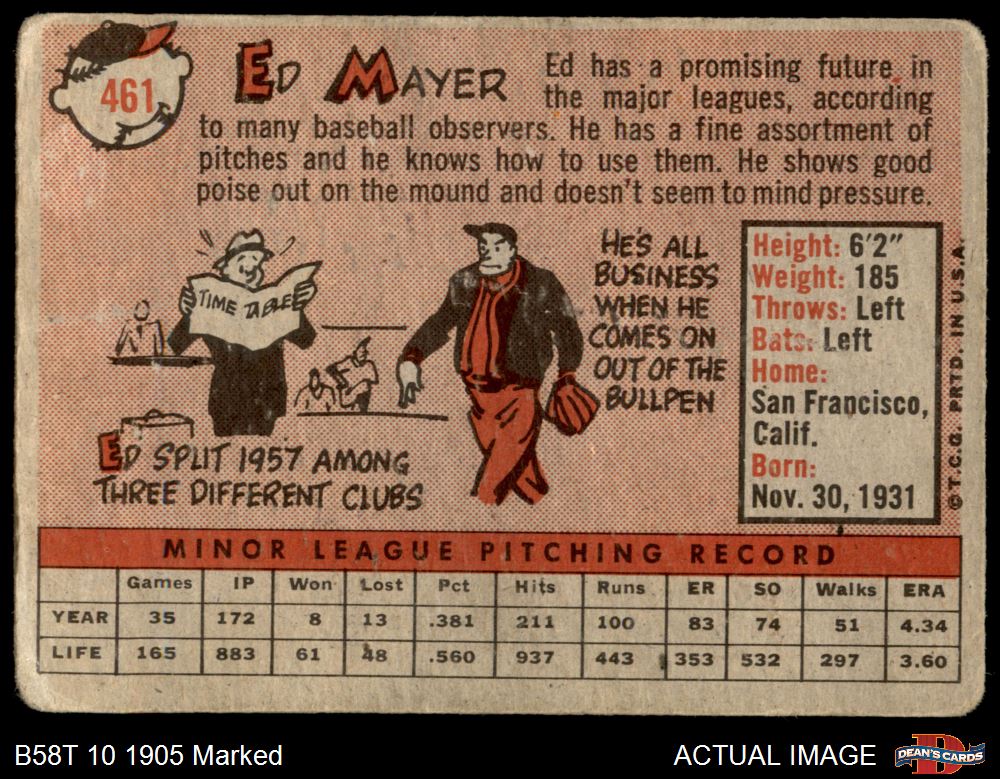 461
ED MAYER
Ed has a promising future in
the major leagues, according
to many baseball observers. He has a fine assortment of
pitches and he knows how to use them. He shows good
poise out on the mound and doesn't seem to mind pressure.
TIME TABLE
ED SPLIT 1957 AMONG
THREE DIFFERENT CLUBS
HE'S ALL
BUSINESS
WHEN HE
COMES ON
OUT OF THE
BULLPEN
Height: 6'2"
Weight: 185
Throws: Left
Bats: Left
Home:
San Francisco,
Calif.
Born:
Nov. 30, 1931
© T.C.G. PRTD. IN U.S.A.
MINOR LEAGUE PITCHING RECORD
Games IP Won Lost Pct Hits Runs ER SO Walks ERA
YEAR 35 172 8 13 .381 211 100 83 74 51 4.34
LIFE 165 883 61 48 .560 937 443 353 532 297 3.60
B58T 10 1905 Marked
ACTUAL IMAGE
DEAN'S CARDS